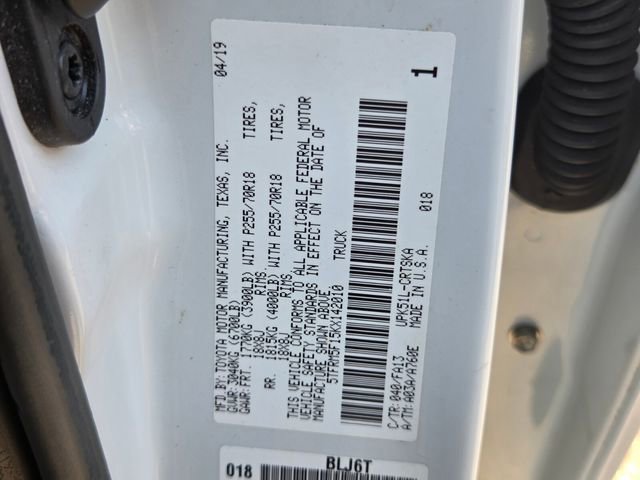 MFD.BY:TOYOTA MOTOR MANUFACTURING, TEXAS, INC. 04/19
GAWR:3040KG (6700LB)
GAWR:FRT. 1770KG (3900LB) WITH P255/70R18 TIRES,
18X8J RIMS,
RR. 1815KG (4000LB) WITH P255/70R18 TIRES,
18X8J RIMS,
THIS VEHICLE CONFORMS TO ALL APPLICABLE FEDERAL MOTOR
VEHICLE SAFETY STANDARDS IN EFFECT ON THE DATE OF
MANUFACTURE SHOWN ABOVE.
5TFRM5F15KX142010 TRUCK
C/TR:040/FA13 UPK51L-CRTSKA 018
A/TM:A03A/A760E MADE IN U.S.A. 1
018 BLJ6T